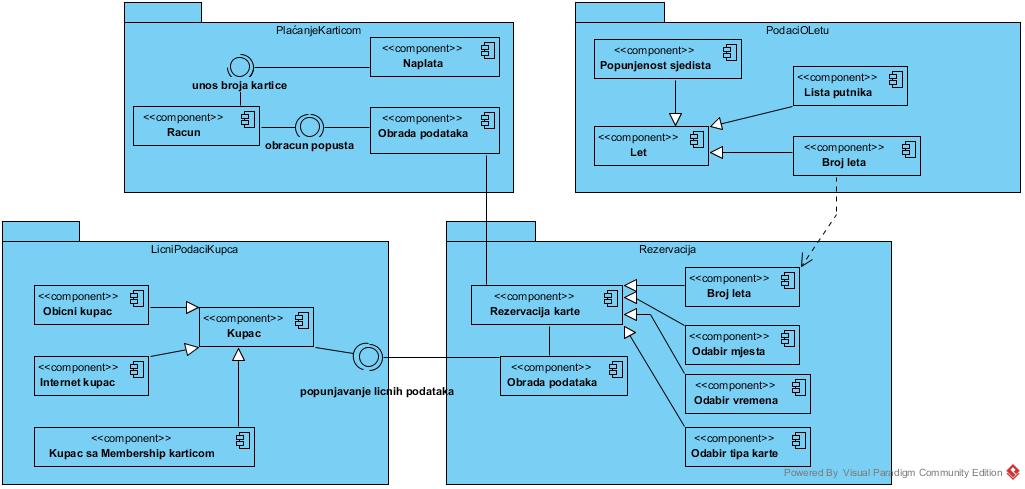 PlaćanjeKarticom
<<component>>
Naplata
unos broja kartice
<<component>>
Racun
obracun popusta
<<component>>
Obrada podataka
PodaciOLetu
<<component>>
Popunjenost sjedista
<<component>>
Lista putnika
<<component>>
Let
<<component>>
Broj leta
LicniPodaciKupca
<<component>>
Obicni kupac
<<component>>
Kupac
<<component>>
Internet kupac
<<component>>
Kupac sa Membership karticom
popunjavanje licnih podataka
Rezervacija
<<component>>
Rezervacija karte
<<component>>
Broj leta
<<component>>
Odabir mjesta
<<component>>
Obrada podataka
<<component>>
Odabir vremena
<<component>>
Odabir tipa karte
Powered By Visual Paradigm Community Edition